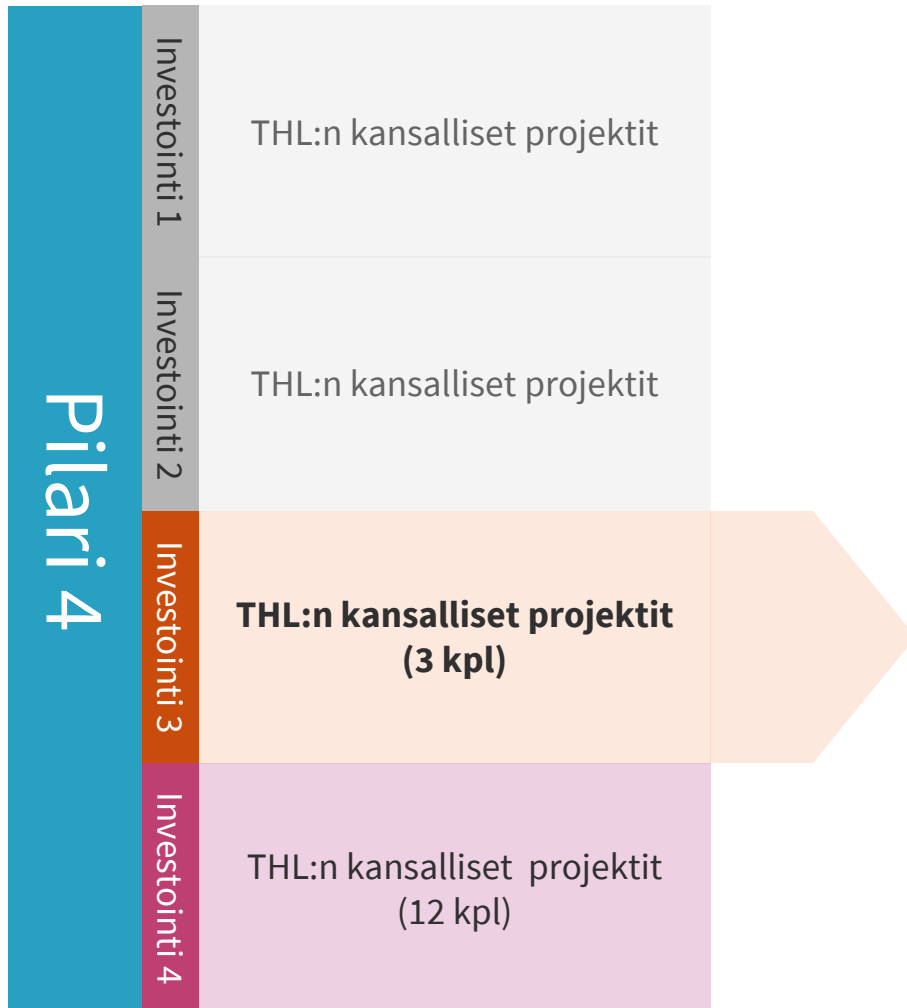 Pilari 4
Investointi 1
THL:n kansalliset projektit
Investointi 2
THL:n kansalliset projektit
Investointi 3
THL:n kansalliset projektit
(3 kpl)
Investointi 4
THL:n kansalliset projektit
(12 kpl)